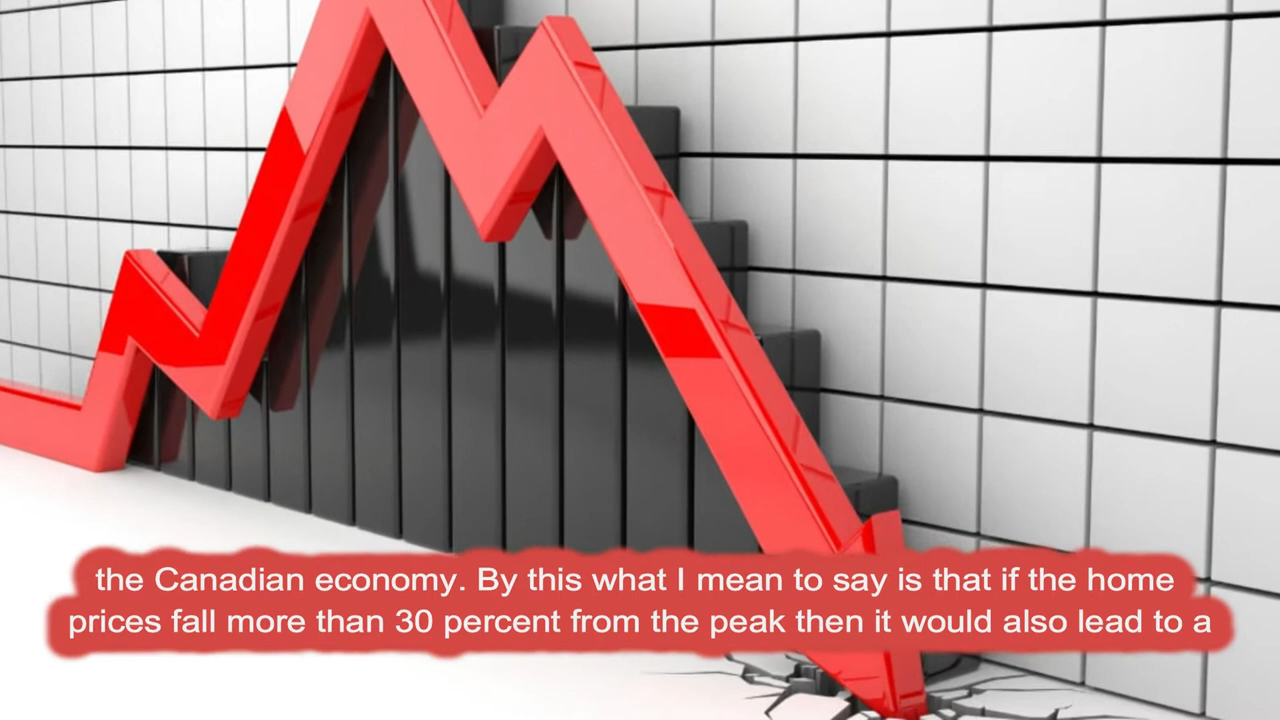 the Canadian economy. By this what I mean to say is that if the home
prices fall more than 30 percent from the peak then it would also lead to a